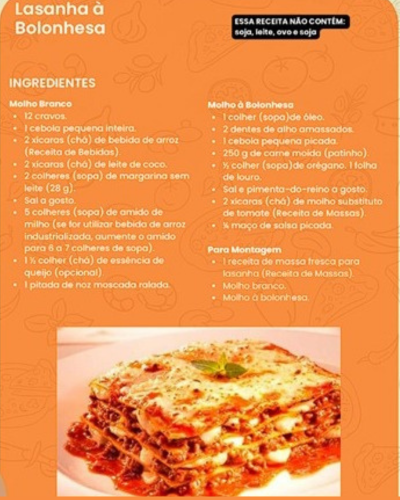 Lasanha à
Bolonhesa
ESSA RECEITA NÃO CONTÉM:
soja, leite, ovo e soja
INGREDIENTES
Molho Branco
• 12 cravos.
• 1 cebola pequena inteira.
• 2 xícaras (chá) de bebida de arroz
(Receita de Bebidas)
• 2 xícaras (chá) de leite de coco.
• 2 colheres (sopa) de margarina sem
leite (28 g).
• Sal a gosto.
• 5 colheres (sopa) de amido de
milho (se for utilizar bebida de arroz
industrializada, aumente o amido
para 6 a 7 colheres de sopa).
• 1 ½ colher (chá) de essência de
queijo (opcional)
• 1 pitada de noz moscada ralada.
Molho à Bolonhesa
• 1 colher (sopa)de óleo.
• 2 dentes de alho amassados.
• 1 cebola pequena picada.
• 250 g de carne moída (patinho).
• ½ colher (sopa)de orégano. 1 folha
de louro.
• Sal e pimenta-do-reino a gosto.
• 2 xícaras (chá) de molho substituto
de tomate (Receita de Massas)
• ¼ maço de salsa picada.
Para Montagem
• 1 receita de massa fresca para
lasanha (Receita de Massas).
• Molho branco.
• Molho à bolonhesa.